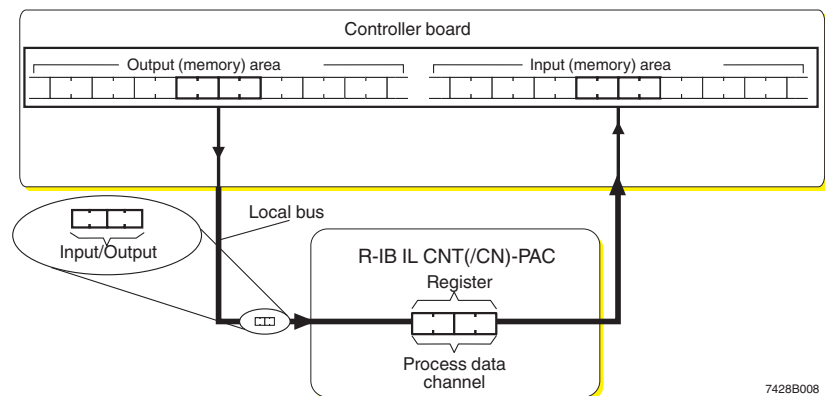 Controller board
Output (memory) area
Input (memory) area
Local bus
Input/Output
R-IB IL CNT(/CN)-PAC
Register
Process data
channel
7428B008